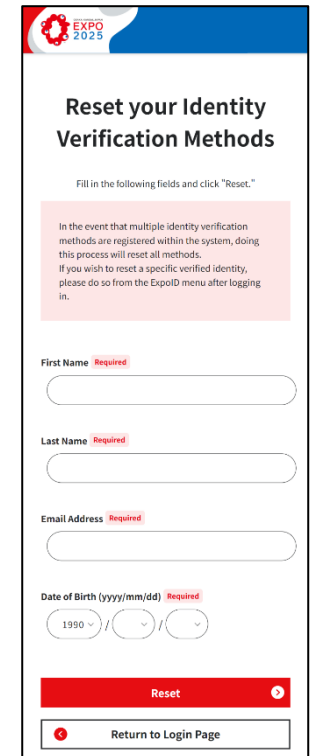 EXPO
2025
Reset your Identity
Verification Methods
Fill in the following fields and click "Reset."
In the event that multiple identity verification
methods are registered within the system, doing
this process will reset all methods.
If you wish to reset a specific verified identity,
please do so from the ExpoID menu after logging
in.
First Name Required
Last Name Required
Email Address Required
Date of Birth (yyyy/mm/dd) Required
1990 / /
Reset
Return to Login Page